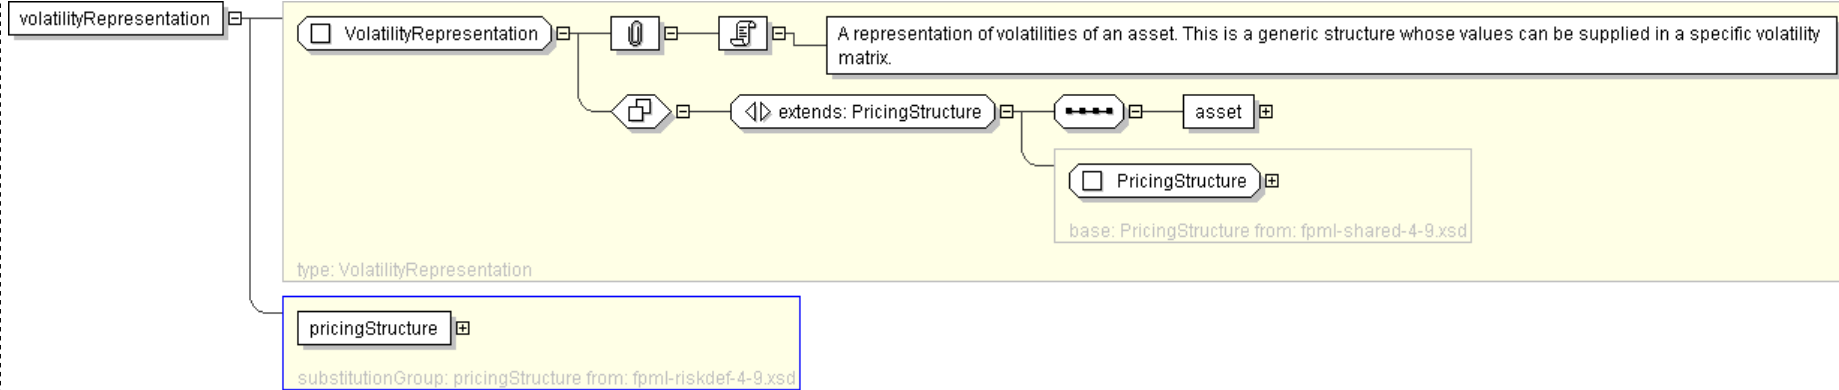 volatilityRepresentation
VolatilityRepresentation
A representation of volatilities of an asset. This is a generic structure whose values can be supplied in a specific volatility
matrix.
extends: PricingStructure
asset
PricingStructure
base: PricingStructure from: fpml-shared-4-9.xsd
type: VolatilityRepresentation
pricingStructure
substitutionGroup: pricingStructure from: fpml-riskdef-4-9.xsd